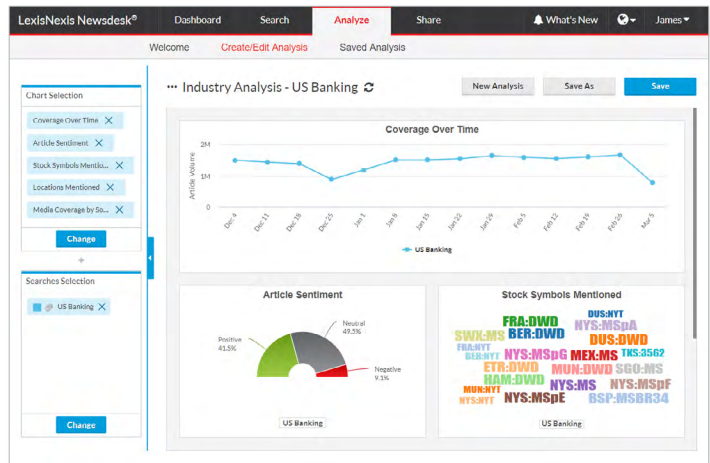 LexisNexis Newsdesk®
Dashboard
Search
Analyze
Share
What's New
James
Welcome
Create/Edit Analysis
Saved Analysis
Chart Selection
Coverage Over Time
Article Sentiment
Stock Symbols Mentio...
Locations Mentioned
Media Coverage by So...
Change
Searches Selection
US Banking
Change
Industry Analysis - US Banking
New Analysis
Save As
Save
Coverage Over Time
Article Volume
2M
1M
0
Dec 4
Dec 11
Dec 18
Dec 25
Jan 1
Jan 8
Jan 15
Jan 22
Jan 29
Feb 5
Feb 12
Feb 19
Feb 26
Mar 5
US Banking
Article Sentiment
Positive
41.5%
Neutral
49.5%
Negative
9.1%
US Banking
Stock Symbols Mentioned
DUS:NYT
FRA:DWD
NYS:MSpA
SWX:MS
BER:DWD
DUS:DWD
FRA:NYT
BER:NYT
NYS:MSpG
MEX:MS
TKS:3562
ETR:DWD
MUN:DWD
SGO:MS
HAM:DWD
NYS:MS
NYS:MSpF
MUN:NYT
NYS:NYT
NYS:MSpE
BSP:MSBR34
US Banking